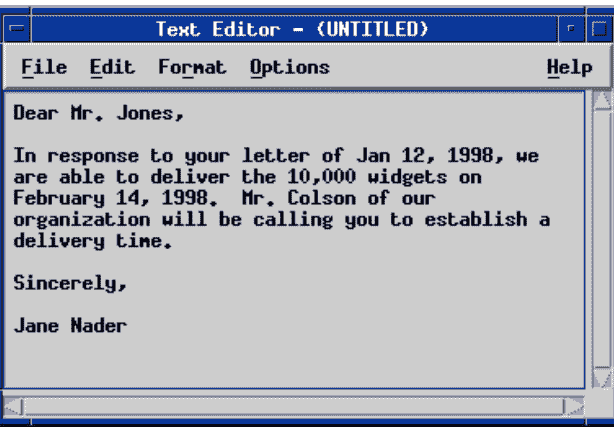 Text Editor - (UNTITLED)
File Edit Format Options Help
Dear Mr. Jones,
In response to your letter of Jan 12, 1998, we
are able to deliver the 10,000 widgets on
February 14, 1998.  Mr. Colson of our
organization will be calling you to establish a
delivery time.
Sincerely,
Jane Nader